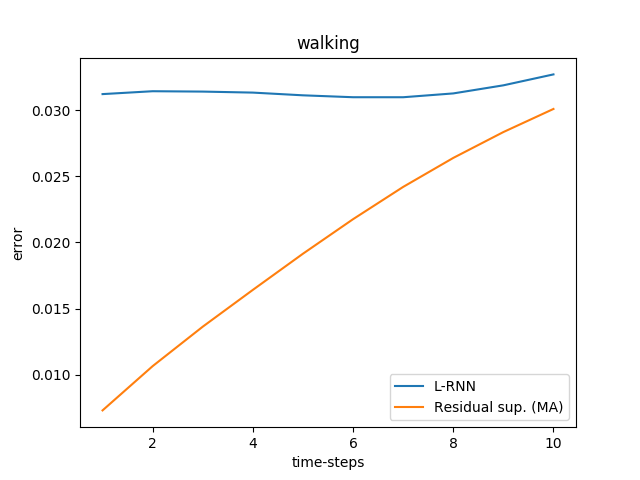 walking
error
0.030
0.025
0.020
0.015
0.010
2 4 6 8 10
time-steps
L-RNN
Residual sup. (MA)